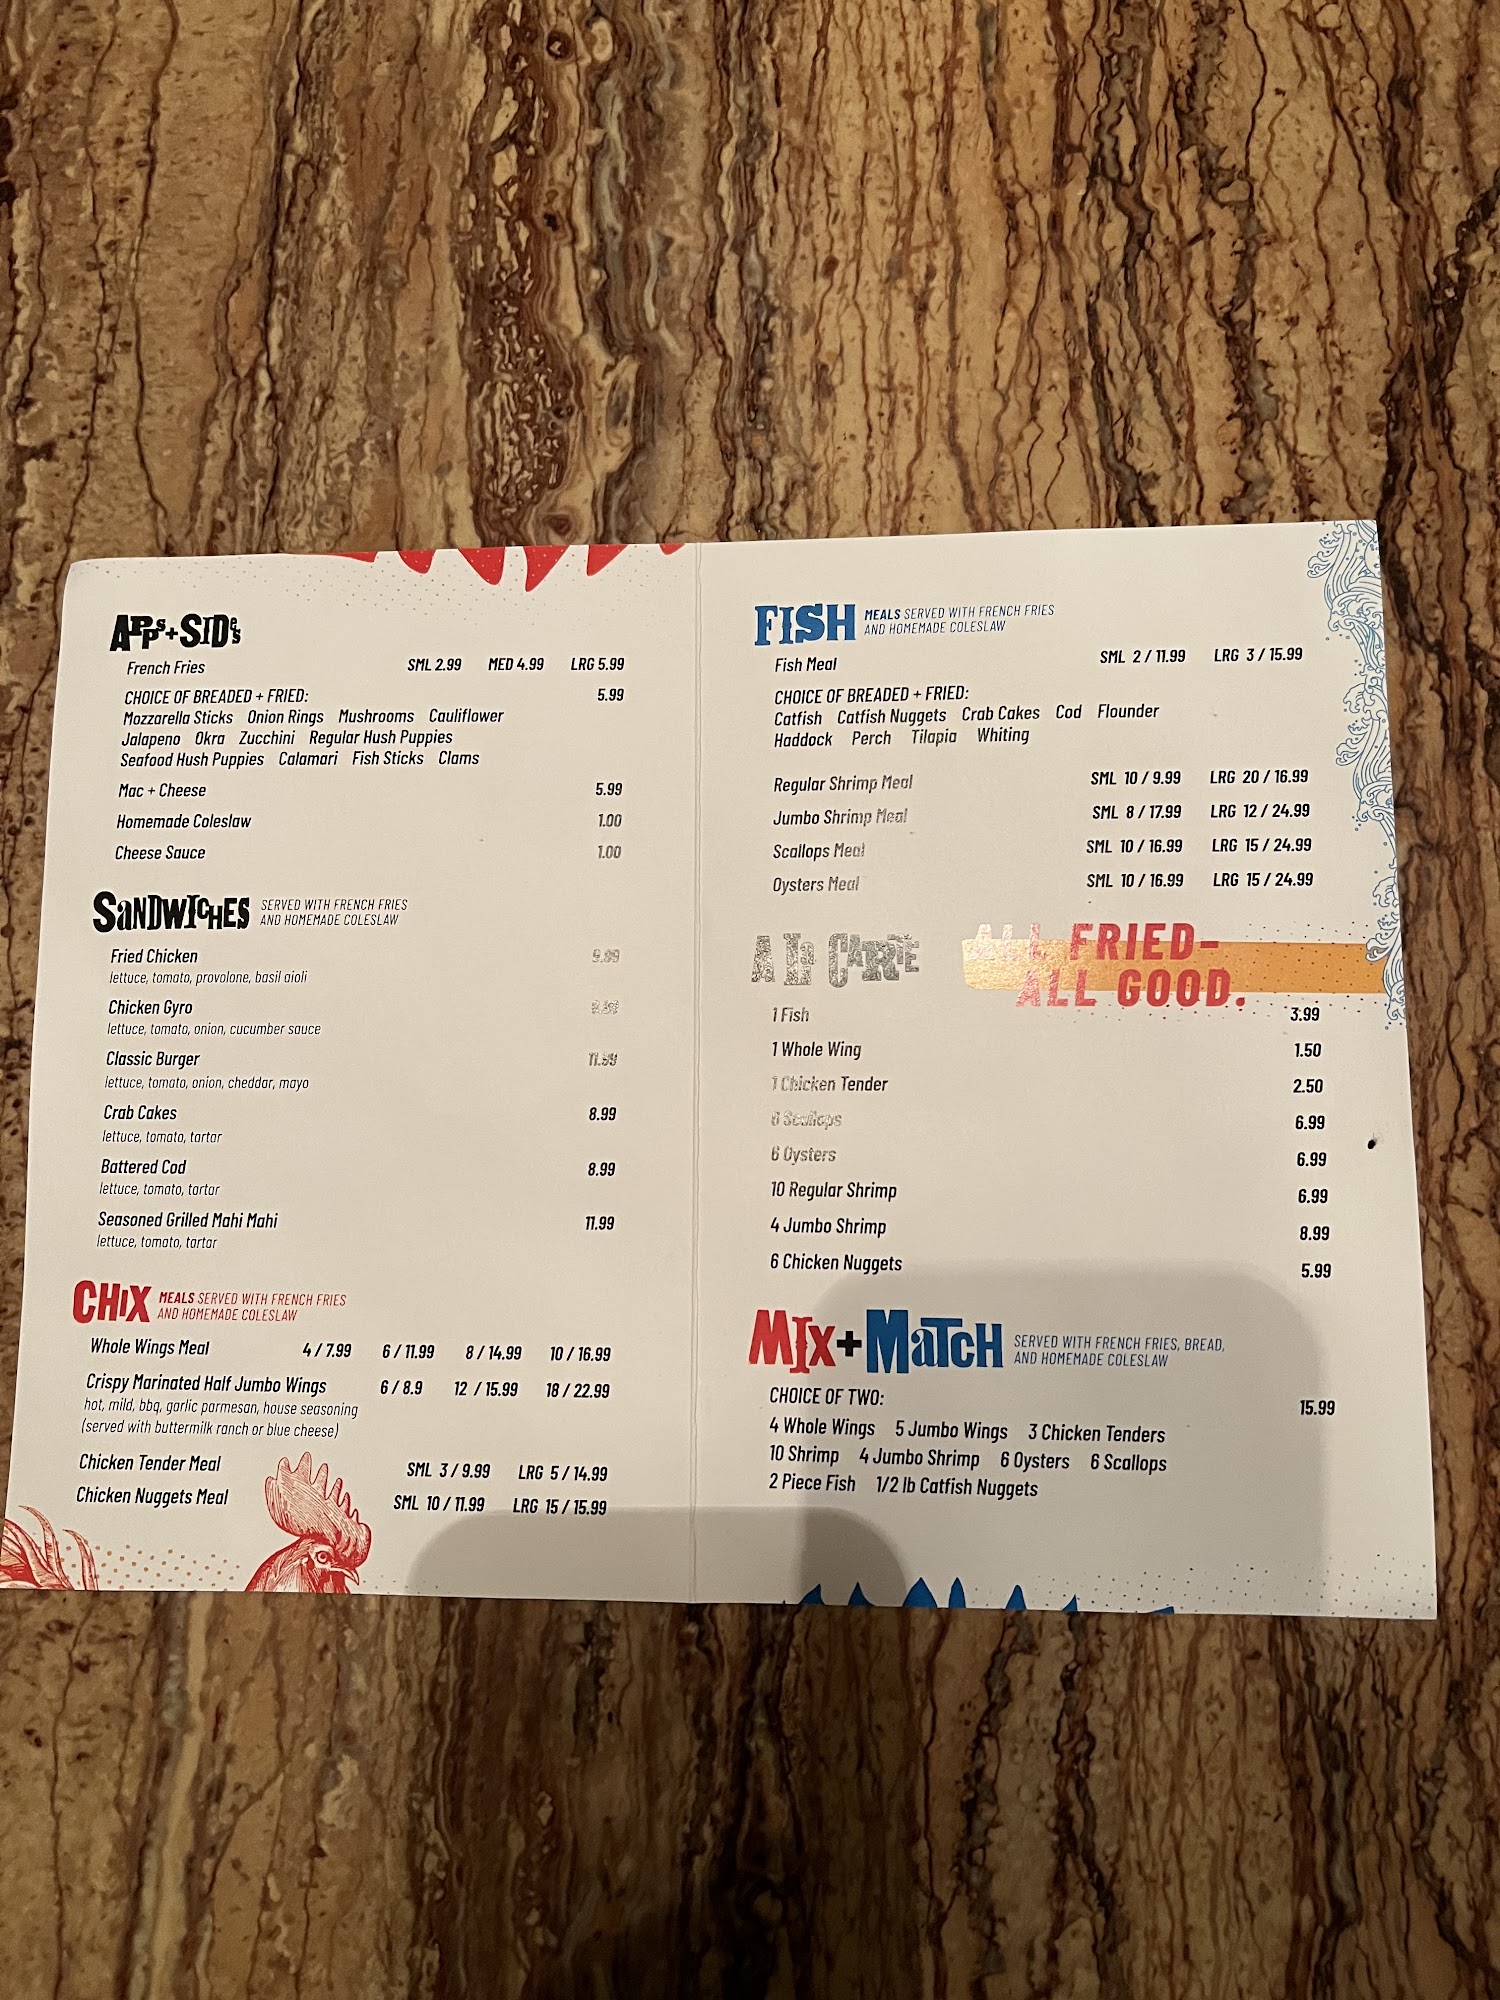 APPs+SIDes
French Fries SML 2.99 MED 4.99 LRG 5.99
CHOICE OF BREADED + FRIED: 5.99
Mozzarella Sticks Onion Rings Mushrooms Cauliflower
Jalapeno Okra Zucchini Regular Hush Puppies
Seafood Hush Puppies Calamari Fish Sticks Clams
Mac + Cheese 5.99
Homemade Coleslaw 1.00
Cheese Sauce 1.00
SaNDWICHES SERVED WITH FRENCH FRIES
AND HOMEMADE COLESLAW
Fried Chicken
lettuce, tomato, provolone, basil aioli
Chicken Gyro
lettuce, tomato, onion, cucumber sauce
Classic Burger 11.99
lettuce, tomato, onion, cheddar, mayo
Crab Cakes 8.99
lettuce, tomato, tartar
Battered Cod 8.99
lettuce, tomato, tartar
Seasoned Grilled Mahi Mahi 11.99
lettuce, tomato, tartar
CHIX MEALS SERVED WITH FRENCH FRIES
AND HOMEMADE COLESLAW
Whole Wings Meal 4 / 7.99 6 / 11.99 8 / 14.99 10 / 16.99
Crispy Marinated Half Jumbo Wings 6 / 8.9 12 / 15.99 18 / 22.99
hot, mild, bbq, garlic parmesan, house seasoning
(served with buttermilk ranch or blue cheese)
Chicken Tender Meal SML 3 / 9.99 LRG 5 / 14.99
Chicken Nuggets Meal SML 10 / 11.99 LRG 15 / 15.99
FISH MEALS SERVED WITH FRENCH FRIES
AND HOMEMADE COLESLAW
Fish Meal SML 2 / 11.99 LRG 3 / 15.99
CHOICE OF BREADED + FRIED:
Catfish Catfish Nuggets Crab Cakes Cod Flounder
Haddock Perch Tilapia Whiting
Regular Shrimp Meal SML 10 / 9.99 LRG 20 / 16.99
Jumbo Shrimp Meal SML 8 / 17.99 LRG 12 / 24.99
Scallops Meal SML 10 / 16.99 LRG 15 / 24.99
Oysters Meal SML 10 / 16.99 LRG 15 / 24.99
A La CARTE
ALL FRIED-
ALL GOOD.
1 Fish 3.99
1 Whole Wing 1.50
1 Chicken Tender 2.50
6 Scallops 6.99
6 Oysters 6.99
10 Regular Shrimp 6.99
4 Jumbo Shrimp 8.99
6 Chicken Nuggets 5.99
MIX+MaTCH SERVED WITH FRENCH FRIES, BREAD,
AND HOMEMADE COLESLAW
CHOICE OF TWO: 15.99
4 Whole Wings 5 Jumbo Wings 3 Chicken Tenders
10 Shrimp 4 Jumbo Shrimp 6 Oysters 6 Scallops
2 Piece Fish 1/2 lb Catfish Nuggets